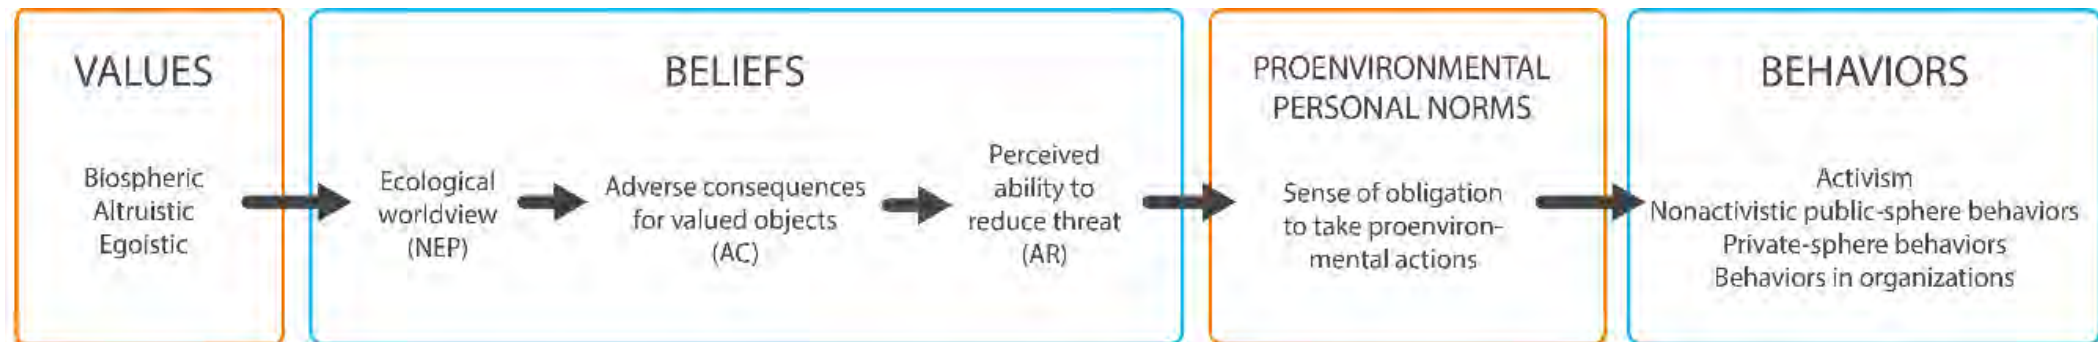 VALUES
Biospheric
Altruistic
Egoistic
BELIEFS
Ecological
worldview
(NEP)
Adverse consequences
for valued objects
(AC)
Perceived
ability to
reduce threat
(AR)
PROENVIRONMENTAL
PERSONAL NORMS
Sense of obligation
to take proenviron-
mental actions
BEHAVIORS
Activism
Nonactivistic public-sphere behaviors
Private-sphere behaviors
Behaviors in organizations